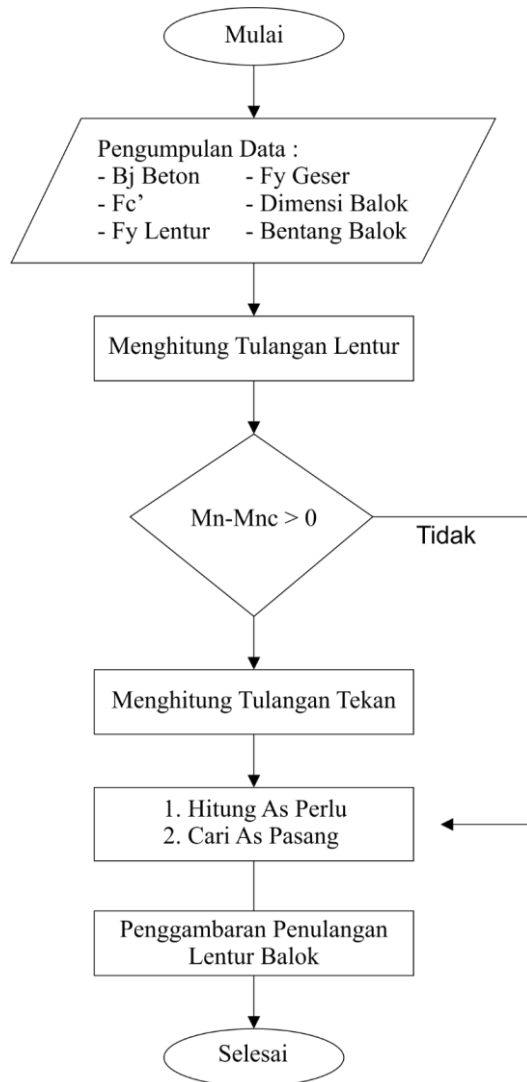 Mulai
Pengumpulan Data :
- Bj Beton - Fy Geser
- Fc' - Dimensi Balok
- Fy Lentur - Bentang Balok
Menghitung Tulangan Lentur
Mn-Mnc > 0
Tidak
Menghitung Tulangan Tekan
1. Hitung As Perlu
2. Cari As Pasang
Penggambaran Penulangan
Lentur Balok
Selesai